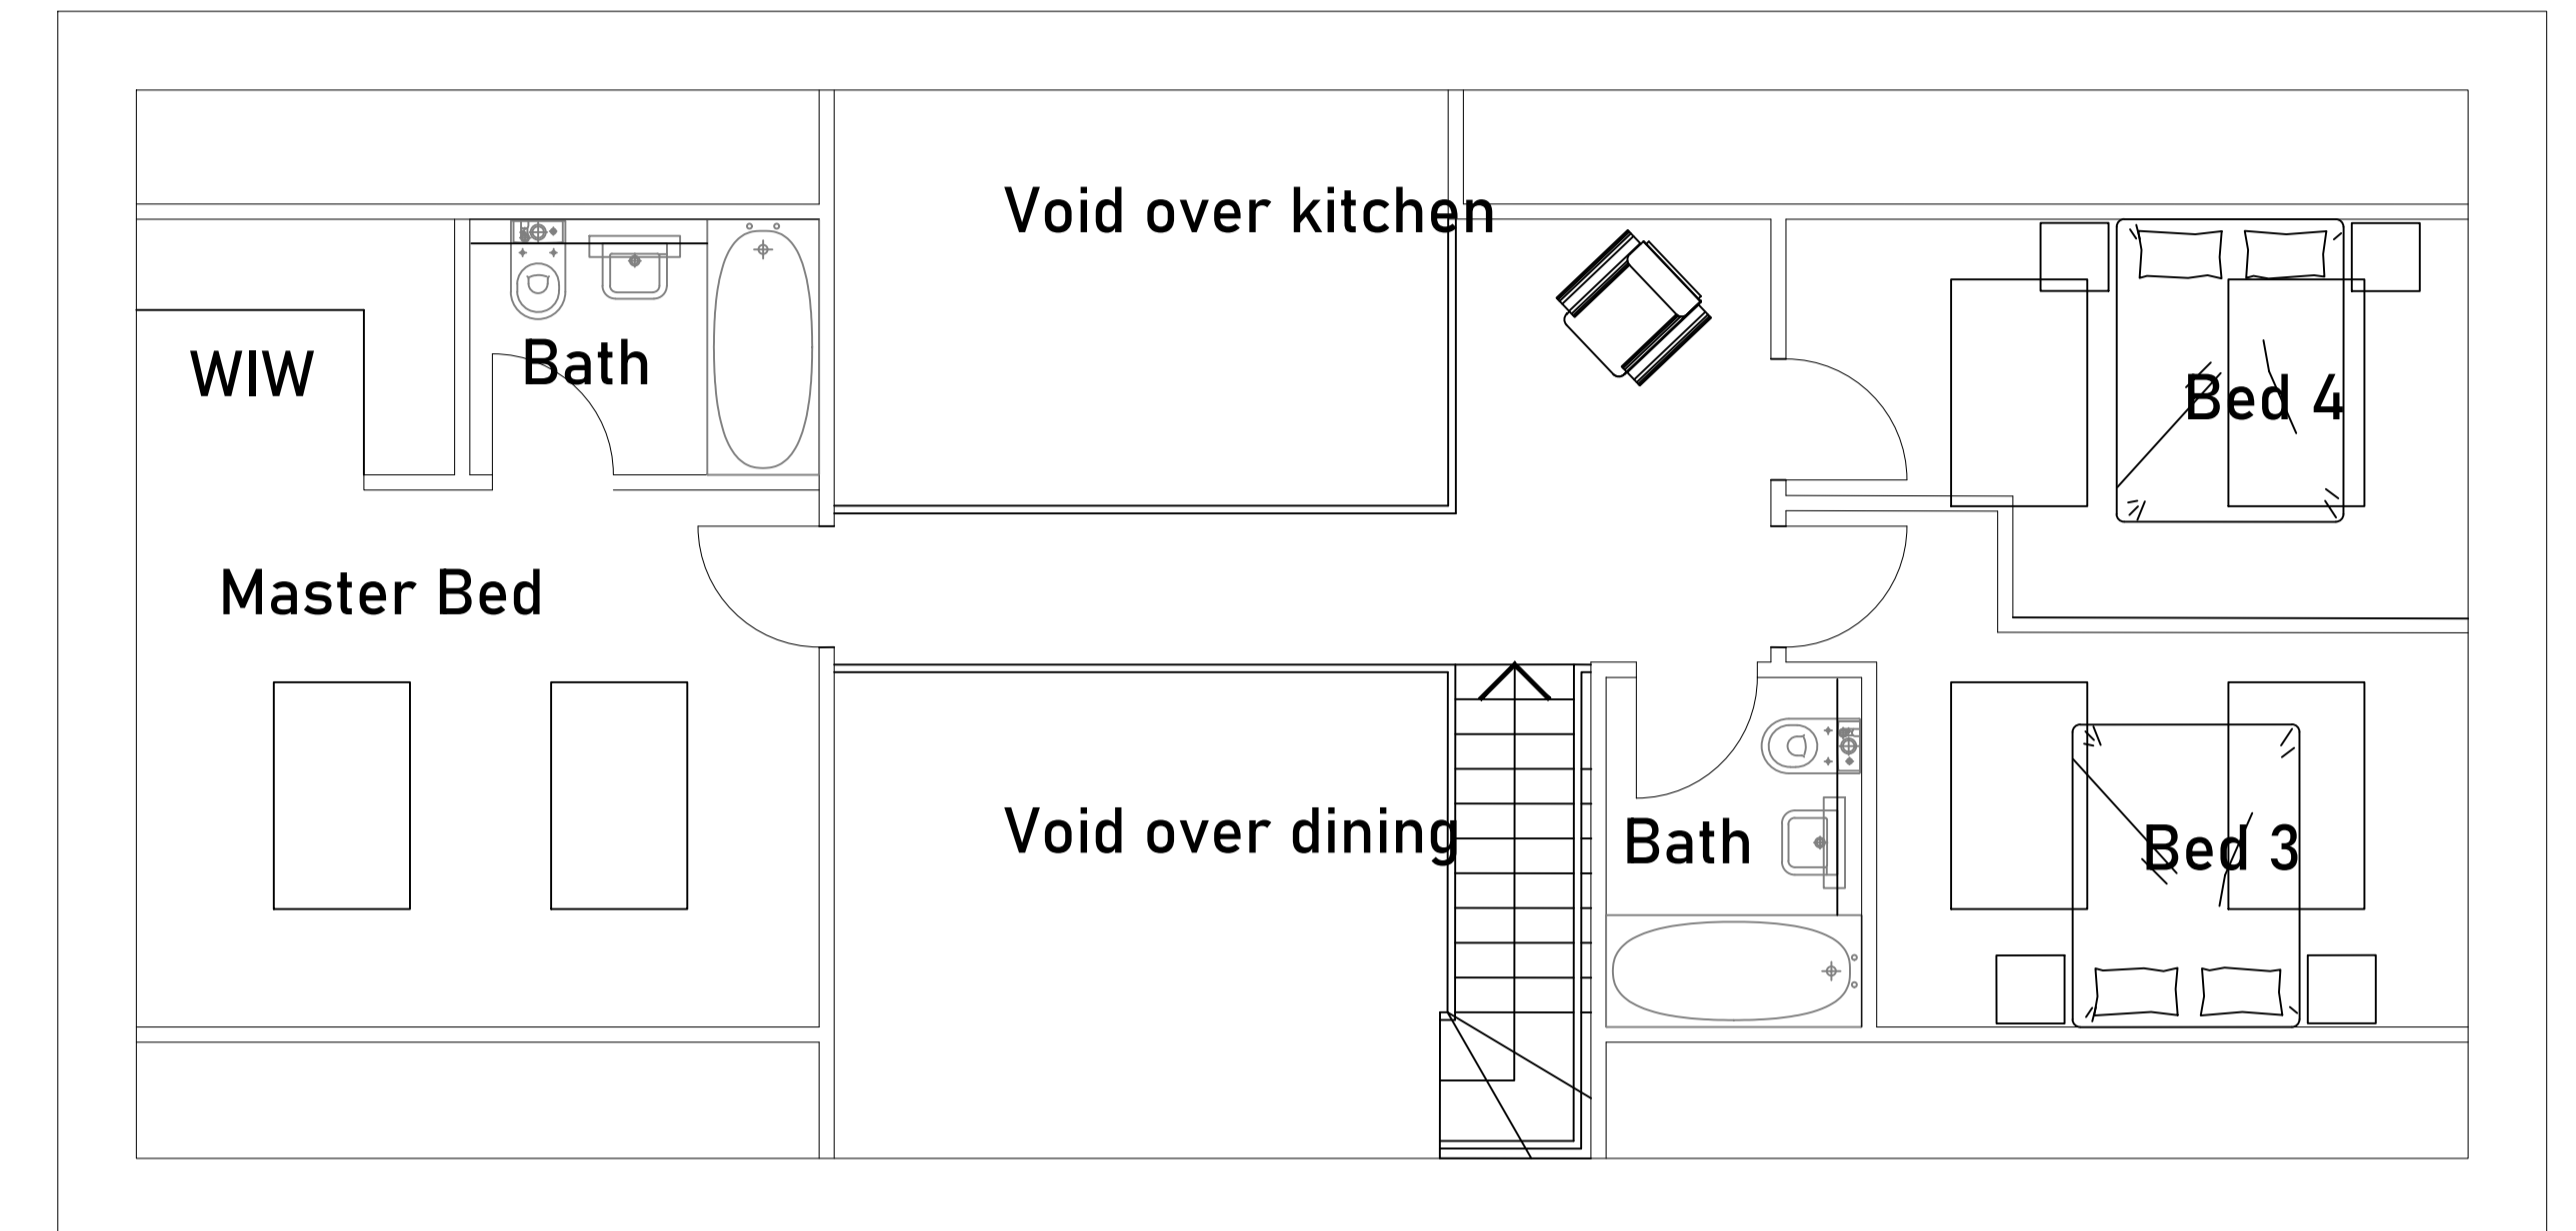 Void over kitchen
WIW
Bath
Bed 4
Master Bed
Void over dining
Bath
Bed 3